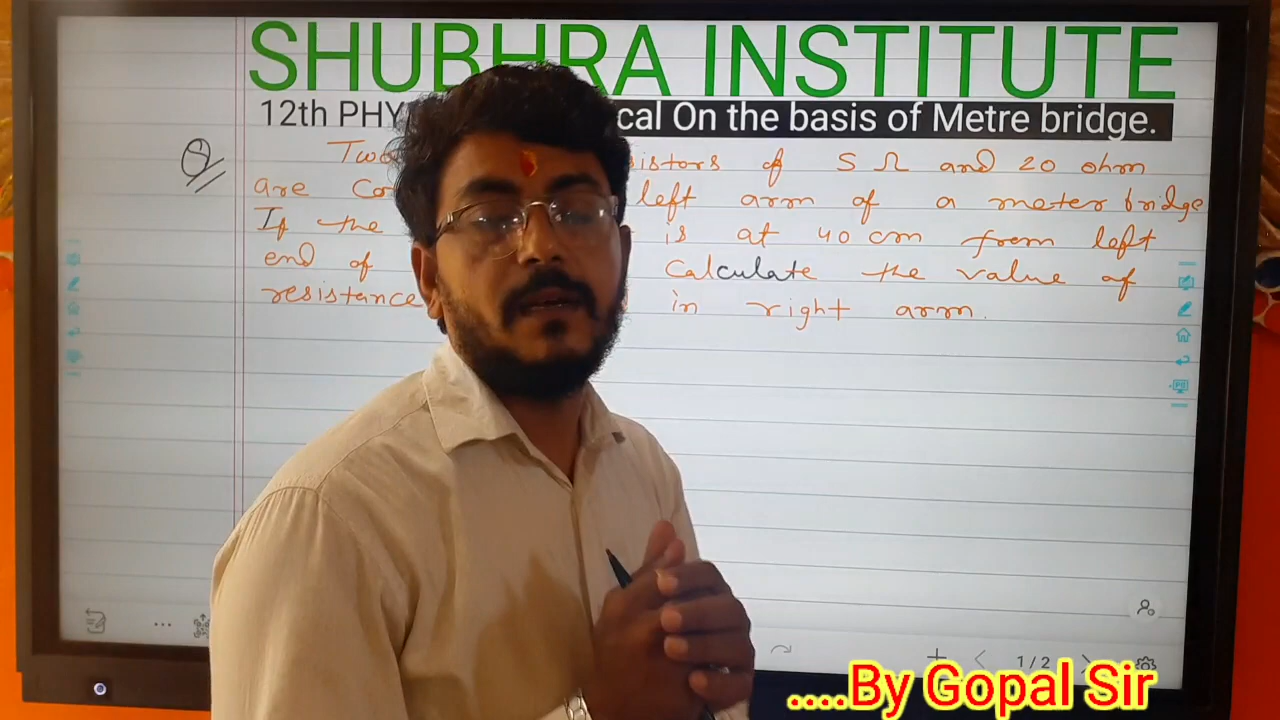 SHUBHRA INSTITUTE
12th PHY cal On the basis of Metre bridge.
Q Two sistors of 5 Ω and 20 ohm
are Con left arm of a meter bridge
If the is at 40 cm from left
end of Calculate the value of
resistance in right arm.
1/2
....By Gopal Sir